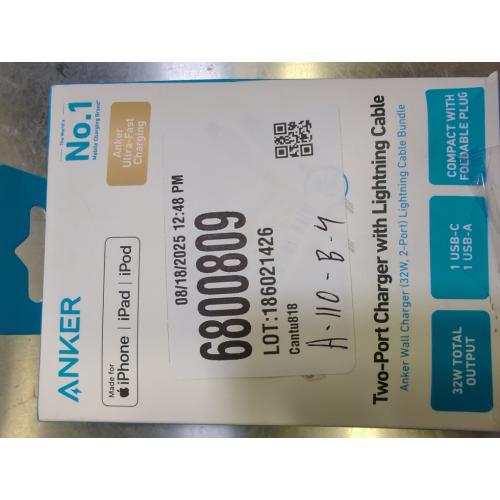 ANKER
The World's
No.1
Mobile Charging Brand*
Made for
iPhone | iPad | iPod
Anker
Ultra-Fast
Charging
08/18/2025 12:48 PM
6800809
LOT:186021426
Cantu818
A-110-B-4
Two-Port Charger with Lightning Cable
Anker Wall Charger (32W, 2-Port) Lightning Cable Bundle
32W TOTAL
OUTPUT
1 USB-C
1 USB-A
COMPACT WITH
FOLDABLE PLUG